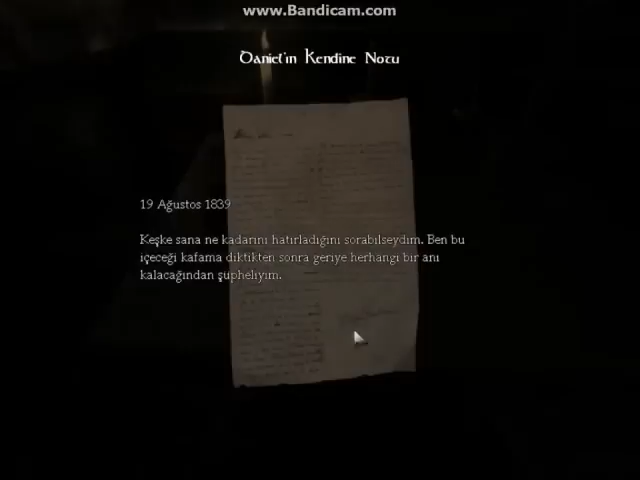 www.Bandicam.com
Daniel'in Kendine Notu
19 Ağustos 1839
Keşke sana ne kadarını hatırladığını sorabilseydim. Ben bu
içeceği kafama diktikten sonra geriye herhangi bir anı
kalacağından şüpheliyim.